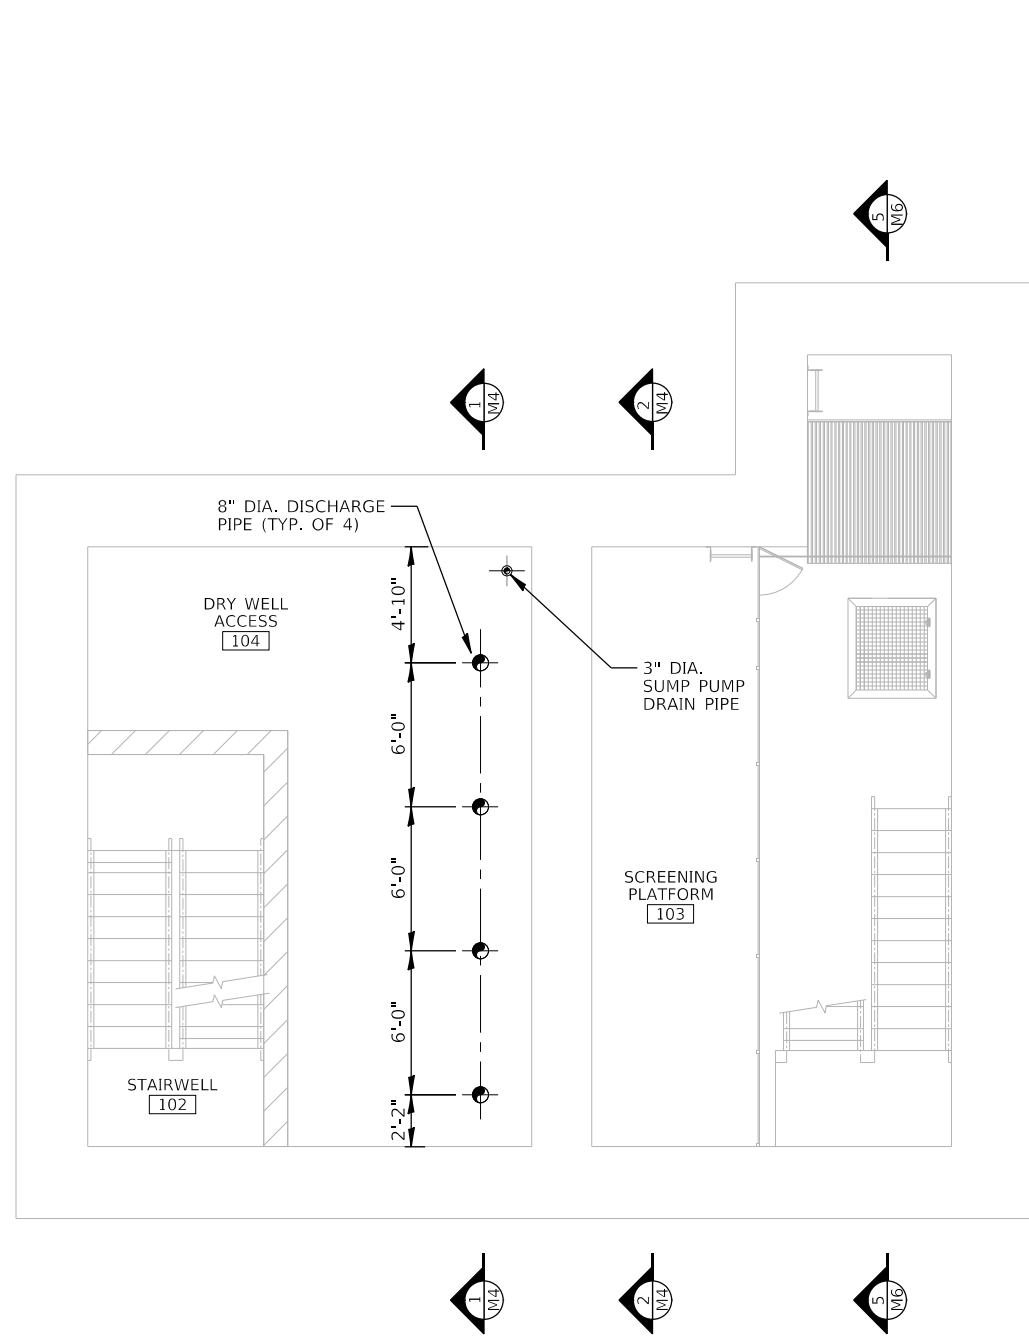 5
M6
1
M4
2
M4
8" DIA. DISCHARGE
PIPE (TYP. OF 4)
4'-10"
DRY WELL
ACCESS
104
3" DIA.
SUMP PUMP
DRAIN PIPE
6'-0"
6'-0"
SCREENING
PLATFORM
103
6'-0"
STAIRWELL
102
2'-2"
1
M4
2
M4
5
M6